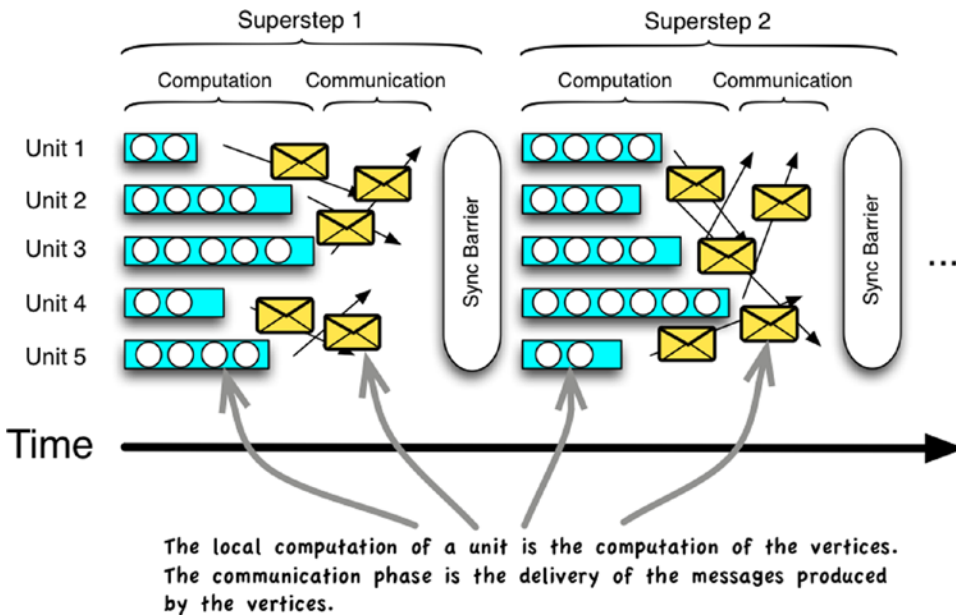 Superstep 1
Superstep 2
Computation
Communication
Computation
Communication
Unit 1
Unit 2
Unit 3
Unit 4
Unit 5
Sync Barrier
Sync Barrier
...
Time
The local computation of a unit is the computation of the vertices.
The communication phase is the delivery of the messages produced
by the vertices.